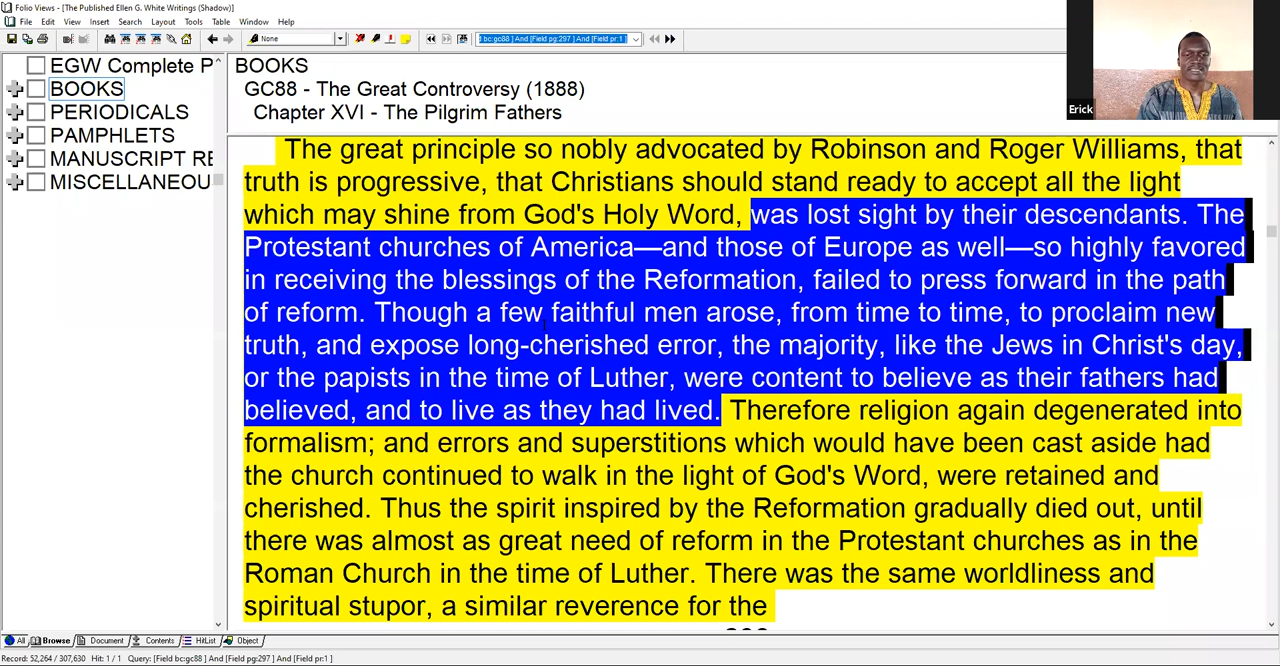 Folio Views - [The Published Ellen G. White Writings (Shadow)]
File Edit View Insert Search Layout Tools Table Window Help
None
bc:gc88 ] And [Field pg:297 ] And [Field pr:1 ]
EGW Complete P
BOOKS
PERIODICALS
PAMPHLETS
MANUSCRIPT RE
MISCELLANEOU
BOOKS
GC88 - The Great Controversy (1888)
Chapter XVI - The Pilgrim Fathers
Erick
The great principle so nobly advocated by Robinson and Roger Williams, that
truth is progressive, that Christians should stand ready to accept all the light
which may shine from God's Holy Word, was lost sight by their descendants. The
Protestant churches of America—and those of Europe as well—so highly favored
in receiving the blessings of the Reformation, failed to press forward in the path
of reform. Though a few faithful men arose, from time to time, to proclaim new
truth, and expose long-cherished error, the majority, like the Jews in Christ's day,
or the papists in the time of Luther, were content to believe as their fathers had
believed, and to live as they had lived. Therefore religion again degenerated into
formalism; and errors and superstitions which would have been cast aside had
the church continued to walk in the light of God's Word, were retained and
cherished. Thus the spirit inspired by the Reformation gradually died out, until
there was almost as great need of reform in the Protestant churches as in the
Roman Church in the time of Luther. There was the same worldliness and
spiritual stupor, a similar reverence for the
All Browse Document Contents HitList Object
Record: 52,264 / 307,630 Hit: 1 / 1 Query: [Field bc:gc88 ] And [Field pg:297 ] And [Field pr:1 ]